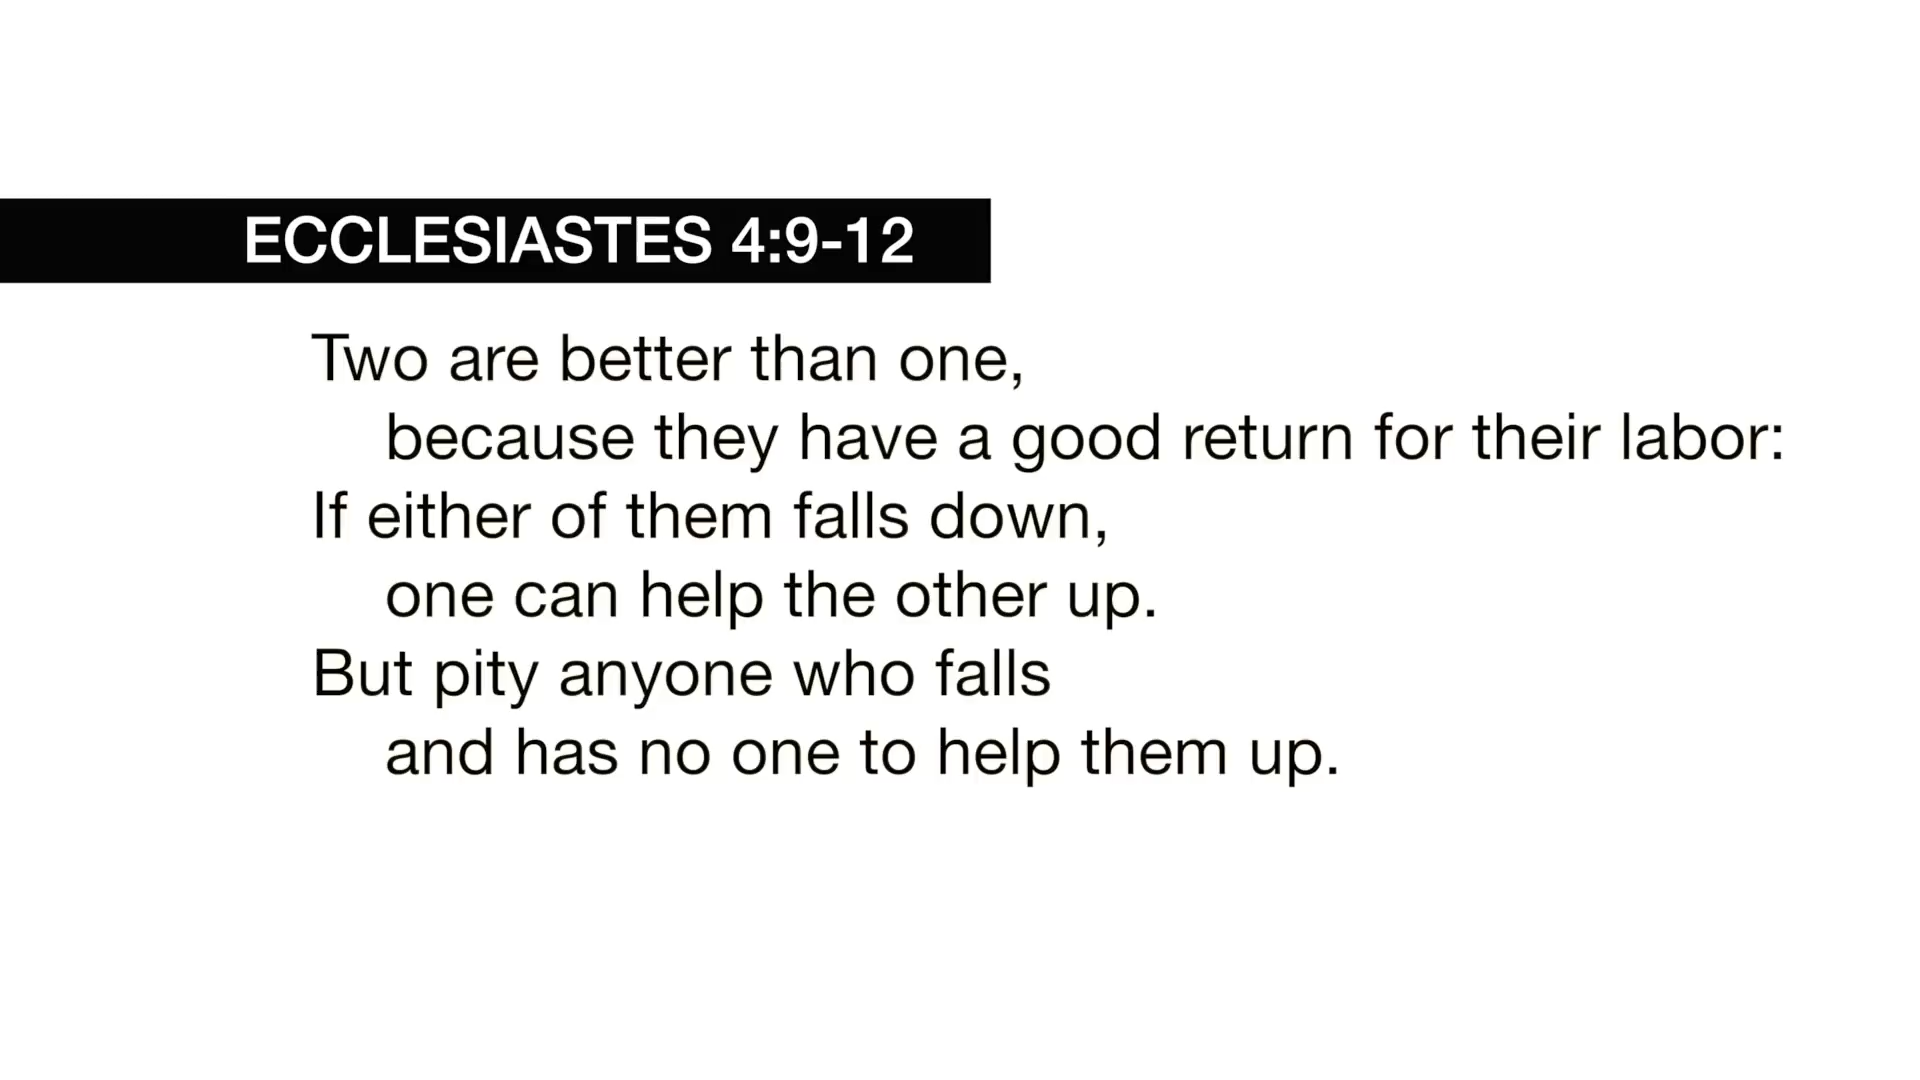 ECCLESIASTES 4:9-12
Two are better than one,
because they have a good return for their labor:
If either of them falls down,
one can help the other up.
But pity anyone who falls
and has no one to help them up.